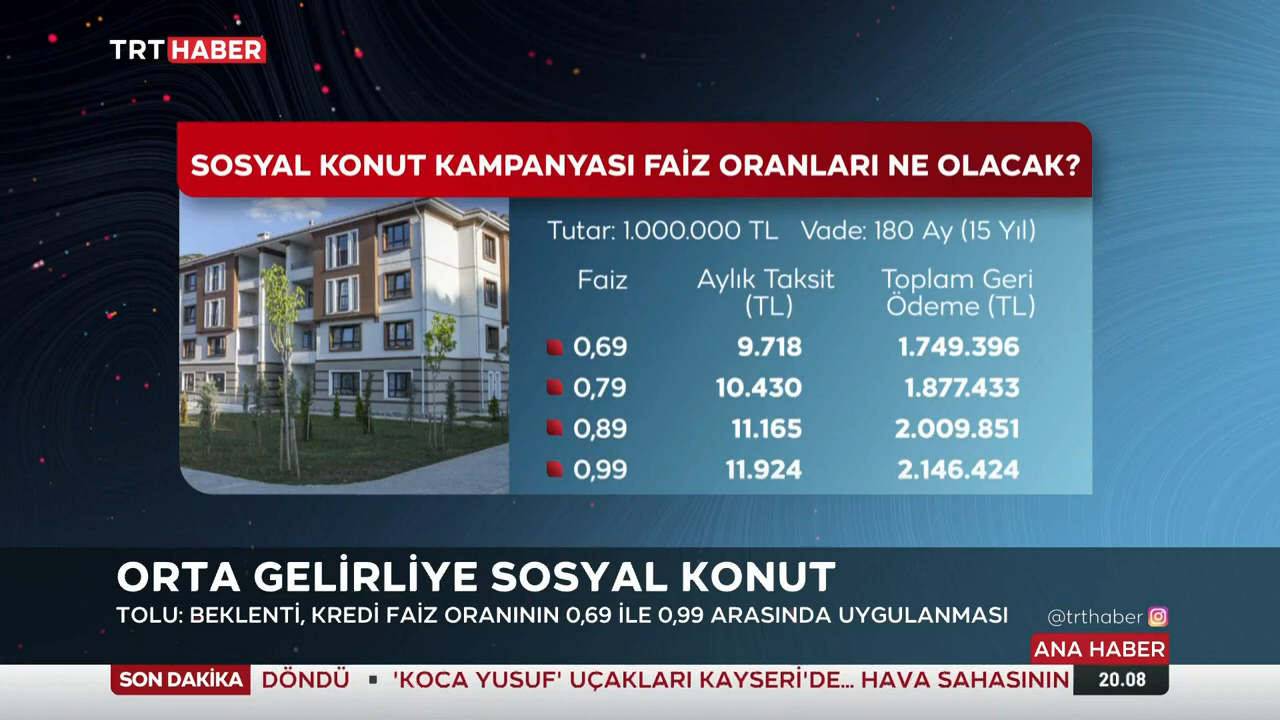 TRT HABER
SOSYAL KONUT KAMPANYASI FAİZ ORANLARI NE OLACAK?
Tutar: 1.000.000 TL Vade: 180 Ay (15 Yıl)
Faiz Aylık Taksit (TL) Toplam Geri Ödeme (TL)
0,69 9.718 1.749.396
0,79 10.430 1.877.433
0,89 11.165 2.009.851
0,99 11.924 2.146.424
ORTA GELİRLİYE SOSYAL KONUT
TOLU: BEKLENTİ, KREDİ FAİZ ORANININ 0,69 İLE 0,99 ARASINDA UYGULANMASI
@trthaber
ANA HABER
SON DAKİKA DÖNDÜ ▪ 'KOCA YUSUF' UÇAKLARI KAYSERİ'DE... HAVA SAHASININ 20.08